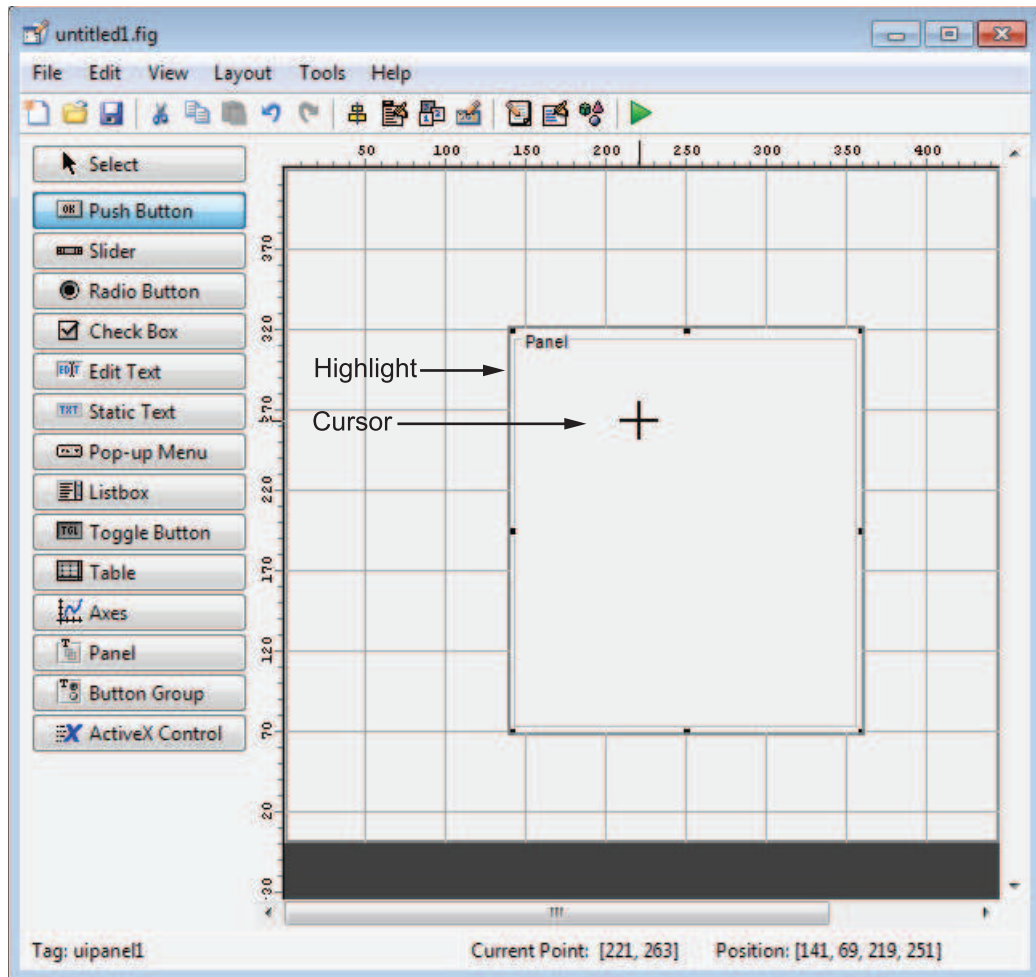 untitled1.fig
File Edit View Layout Tools Help
50 100 150 200 250 300 350 400
Select
Push Button
Slider
Radio Button
Check Box
Edit Text
Static Text
Pop-up Menu
Listbox
Toggle Button
Table
Axes
Panel
Button Group
ActiveX Control
370
320
270
220
170
120
70
20
-30
Panel
Highlight
Cursor
Tag: uipanel1 Current Point: [221, 263] Position: [141, 69, 219, 251]